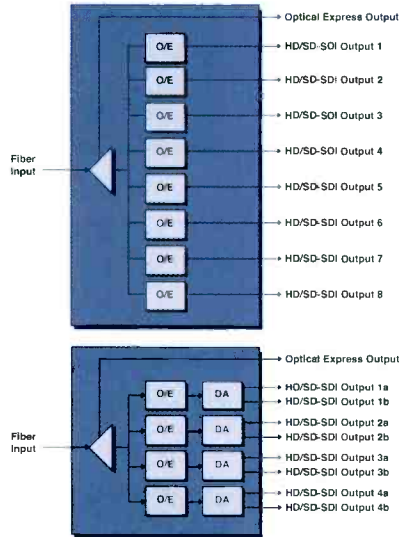 Optical Express Output
O/E HD/SD-SDI Output 1
O/E HD/SD-SDI Output 2
O/E HD/SD-SDI Output 3
O/E HD/SD-SDI Output 4
Fiber
Input
O/E HD/SD-SDI Output 5
O/E HD/SD-SDI Output 6
O/E HD/SD-SDI Output 7
O/E HD/SD-SDI Output 8
Optical Express Output
O/E DA HD/SD-SDI Output 1a
HD/SD-SDI Output 1b
O/E DA HD/SD-SDI Output 2a
HD/SD-SDI Output 2b
Fiber
Input
O/E DA HD/SD-SDI Output 3a
HD/SD-SDI Output 3b
O/E DA HD/SD-SDI Output 4a
HD/SD-SDI Output 4b